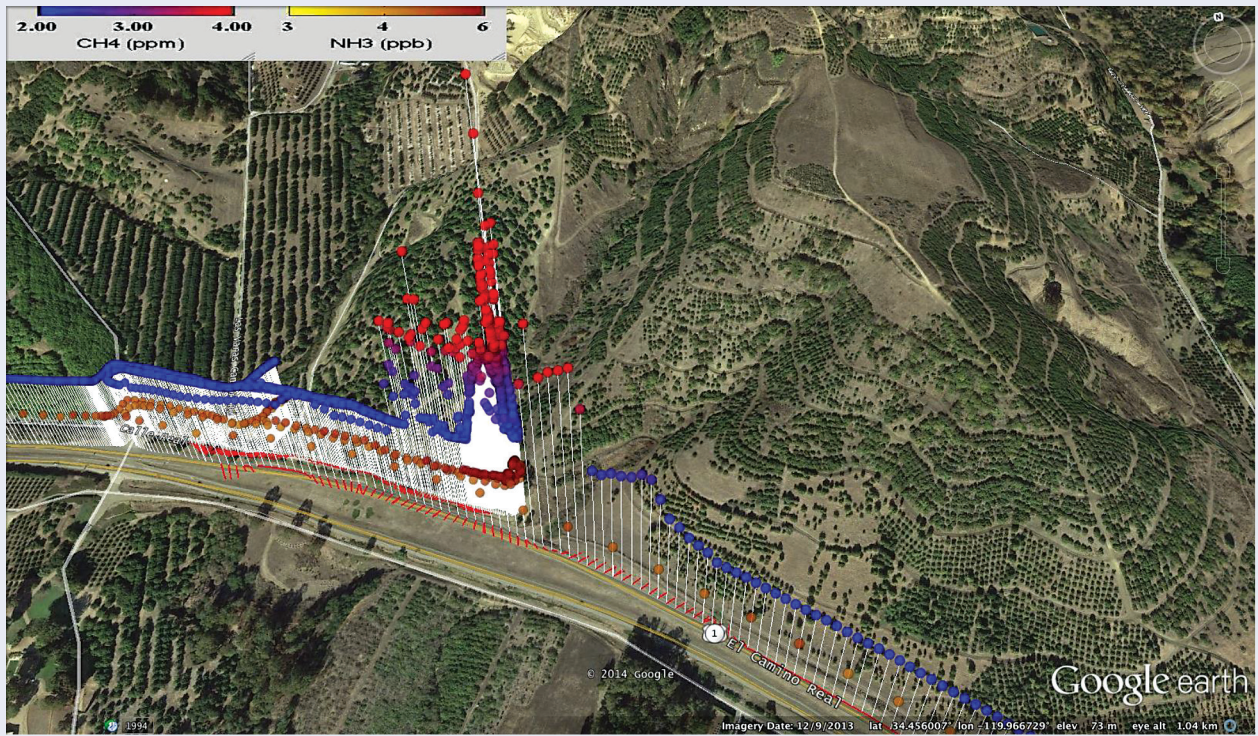 2.00 3.00 4.00 3 4 6
CH4 (ppm) NH3 (ppb)
N
1
El Camino Real
© 2014 Google
Google earth
1994
Imagery Date: 12/9/2013 lat 34.456007° lon -119.966729° elev 73 m eye alt 1.04 km